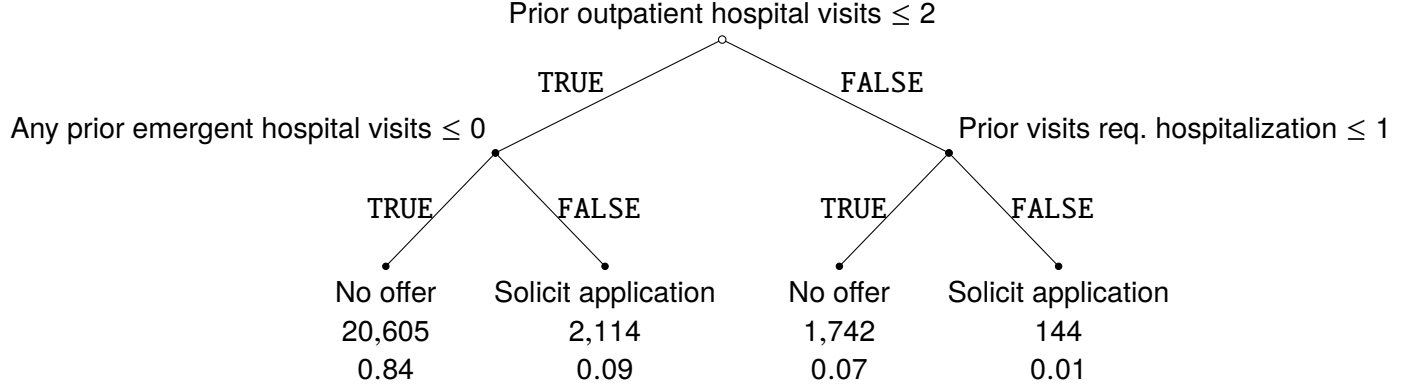 Prior outpatient hospital visits ≤ 2
TRUE
FALSE
Any prior emergent hospital visits ≤ 0
Prior visits req. hospitalization ≤ 1
TRUE
FALSE
TRUE
FALSE
No offer
Solicit application
No offer
Solicit application
20,605
2,114
1,742
144
0.84
0.09
0.07
0.01